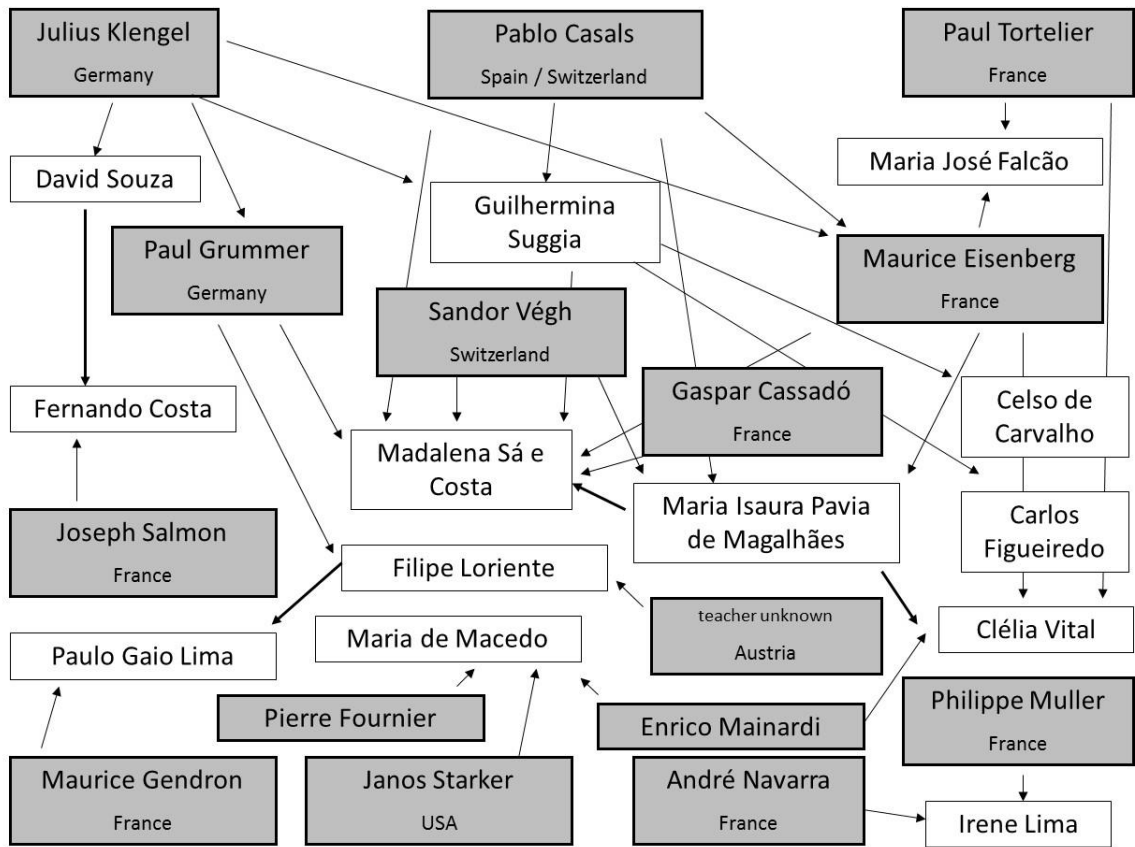 Julius Klengel
Germany
Pablo Casals
Spain / Switzerland
Paul Tortelier
France
David Souza
Maria José Falcão
Guilhermina
Suggia
Paul Grummer
Germany
Maurice Eisenberg
France
Sandor Végh
Switzerland
Fernando Costa
Gaspar Cassadó
France
Celso de
Carvalho
Madalena Sá e
Costa
Maria Isaura Pavia
de Magalhães
Carlos
Figueiredo
Joseph Salmon
France
Filipe Loriente
teacher unknown
Austria
Clélia Vital
Maria de Macedo
Paulo Gaio Lima
Pierre Fournier
Enrico Mainardi
Philippe Muller
France
Maurice Gendron
France
Janos Starker
USA
André Navarra
France
Irene Lima